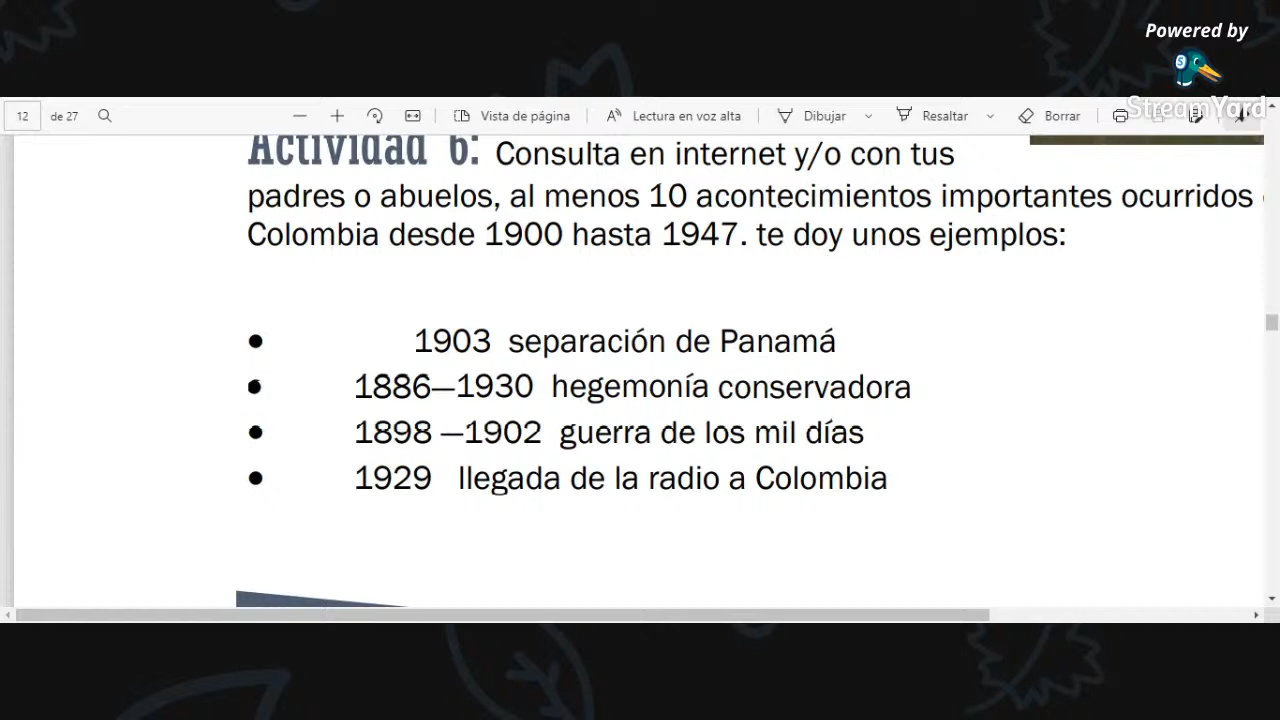 Powered by
StreamYard
12 de 27 Vista de página Lectura en voz alta Dibujar Resaltar Borrar
Actividad 6: Consulta en internet y/o con tus
padres o abuelos, al menos 10 acontecimientos importantes ocurridos
Colombia desde 1900 hasta 1947. te doy unos ejemplos:
● 1903 separación de Panamá
● 1886—1930 hegemonía conservadora
● 1898 —1902 guerra de los mil días
● 1929 llegada de la radio a Colombia